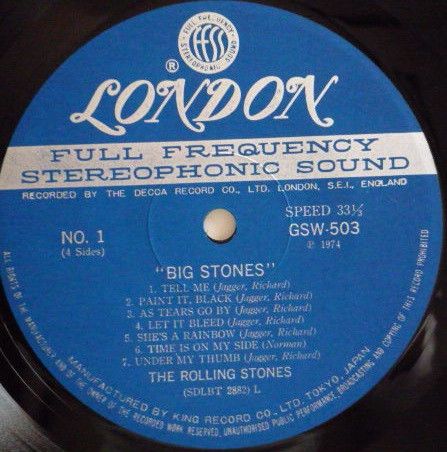 FULL FREQUENCY
ffss
STEREOPHONIC SOUND
®
LONDON
FULL FREQUENCY
STEREOPHONIC SOUND
RECORDED BY THE DECCA RECORD CO., LTD. LONDON, S.E.I., ENGLAND
SPEED 33⅓
NO. 1
GSW-503
(4 Sides)
Ⓟ 1974
"BIG STONES"
1. TELL ME (Jagger, Richard)
2. PAINT IT, BLACK (Jagger, Richard)
3. AS TEARS GO BY (Jagger, Richard)
4. LET IT BLEED (Jagger, Richard)
5. SHE'S A RAINBOW (Jagger, Richard)
6. TIME IS ON MY SIDE (Norman)
7. UNDER MY THUMB (Jagger, Richard)
THE ROLLING STONES
(SDLBT 2882) L
MANUFACTURED BY KING RECORD CO., LTD., TOKYO, JAPAN
ALL RIGHTS OF THE MANUFACTURER AND OF THE OWNER OF THE RECORDED WORK RESERVED. UNAUTHORISED PUBLIC PERFORMANCE, BROADCASTING AND COPYING OF THIS RECORD PROHIBITED